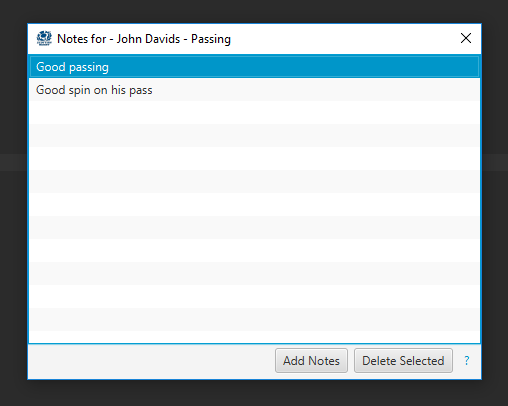 Notes for - John Davids - Passing
Good passing
Good spin on his pass
Add Notes
Delete Selected
?